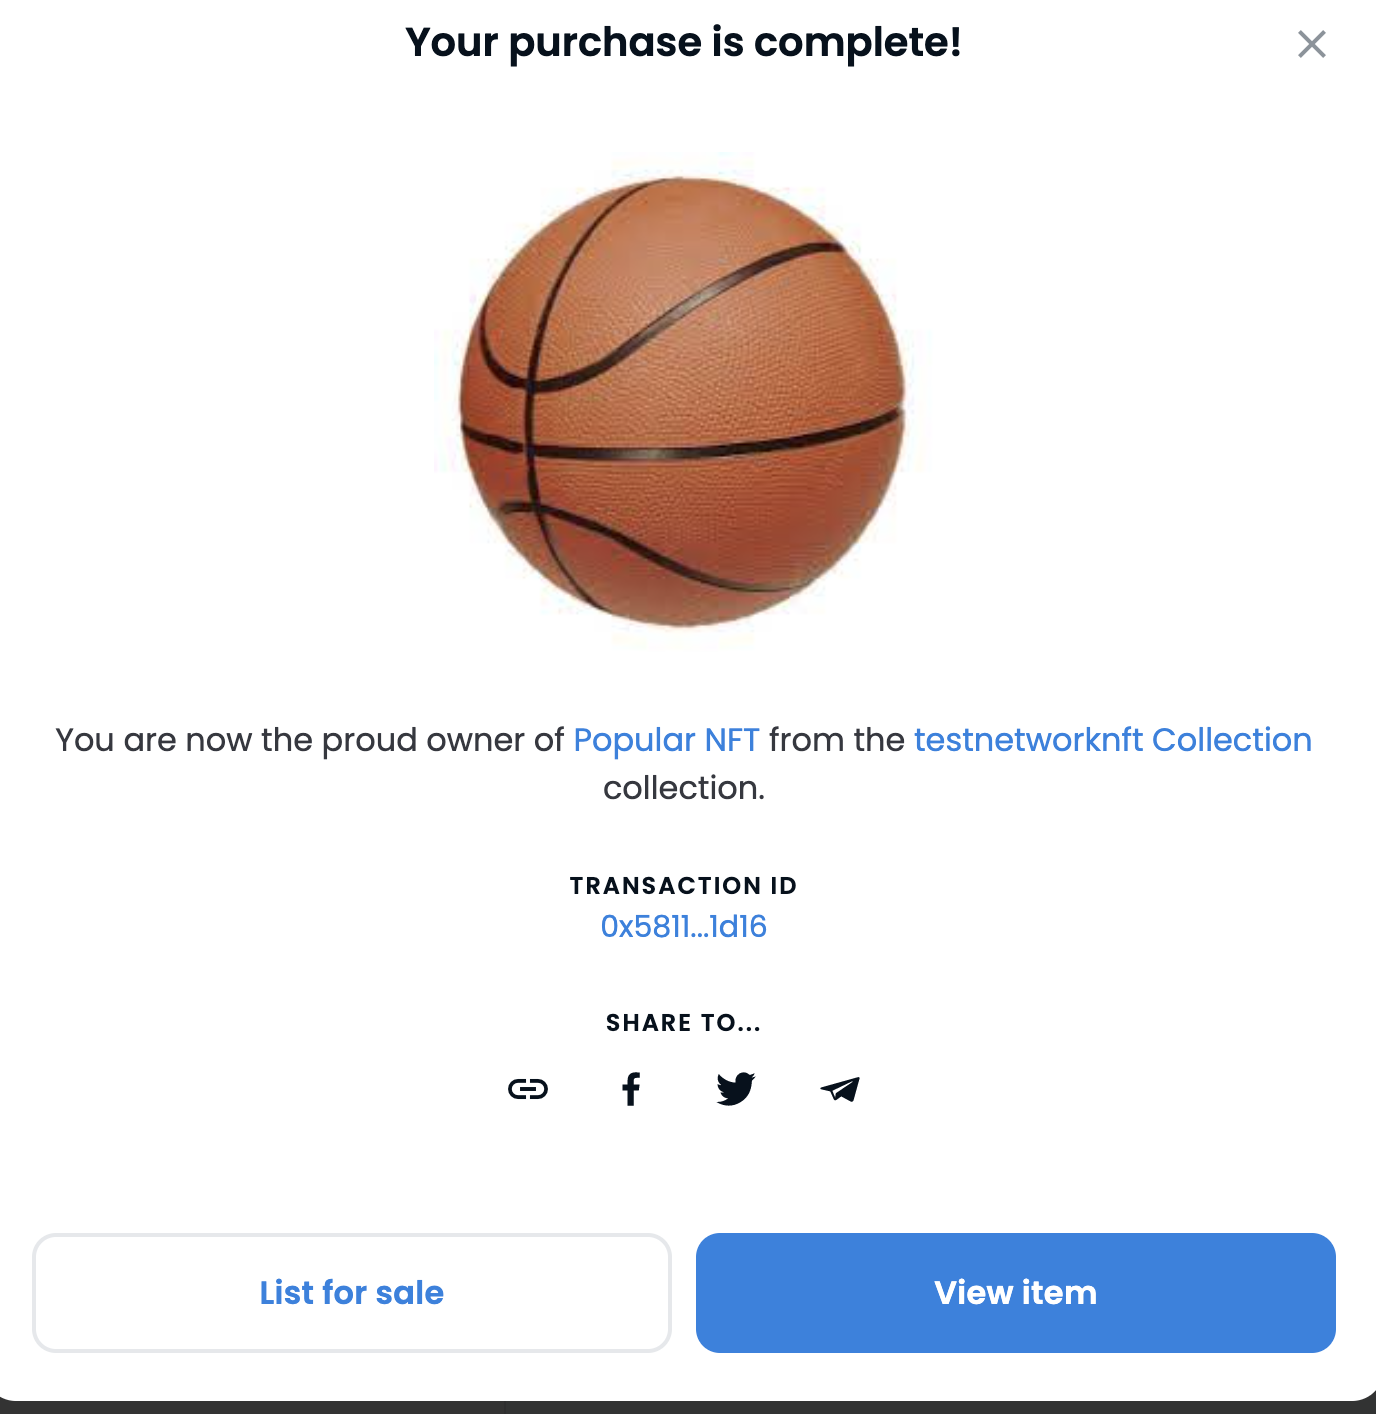 Your purchase is complete!
You are now the proud owner of Popular NFT from the testnetworknft Collection
collection.
TRANSACTION ID
0x5811...1d16
SHARE TO...
List for sale
View item